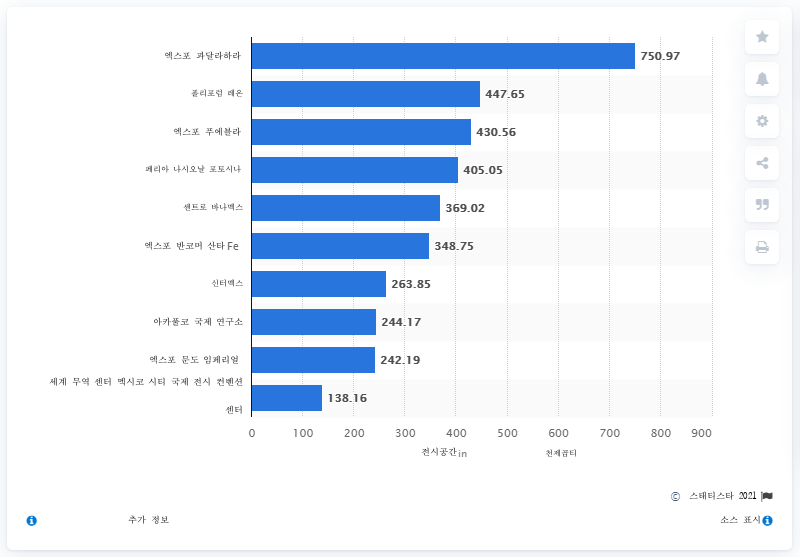 엑스포 과달라하라
750.97
폴리포럼 레온
447.65
엑스포 푸에블라
430.56
페리아 나시오날 포토시나
405.05
센트로 바나멕스
369.02
엑스포 반코머 산타 Fe
348.75
신터멕스
263.85
아카풀코 국제 연구소
244.17
엑스포 문도 임페리얼
242.19
세계 무역 센터 멕시코 시티 국제 전시 컨벤션
센터
138.16
0 100 200 300 400 500 600 700 800 900
전시공간 in 천제곱티
© 스태티스타 2021
추가 정보
소스 표시